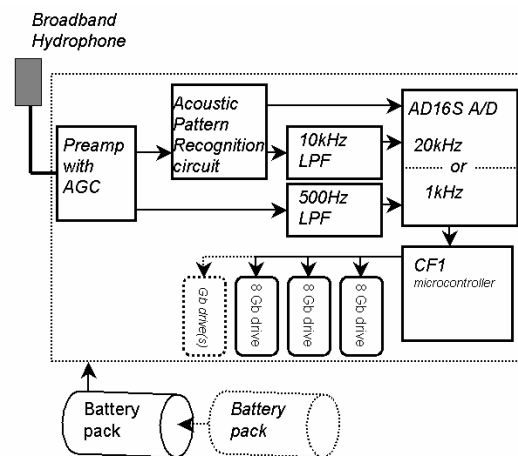 Broadband
Hydrophone
Preamp
with
AGC
Acoustic
Pattern
Recognition
circuit
10kHz
LPF
500Hz
LPF
AD16S A/D
20kHz
or
1kHz
CF1
microcontroller
Gb drive(s)
8 Gb drive
8 Gb drive
8 Gb drive
Battery
pack
Battery
pack